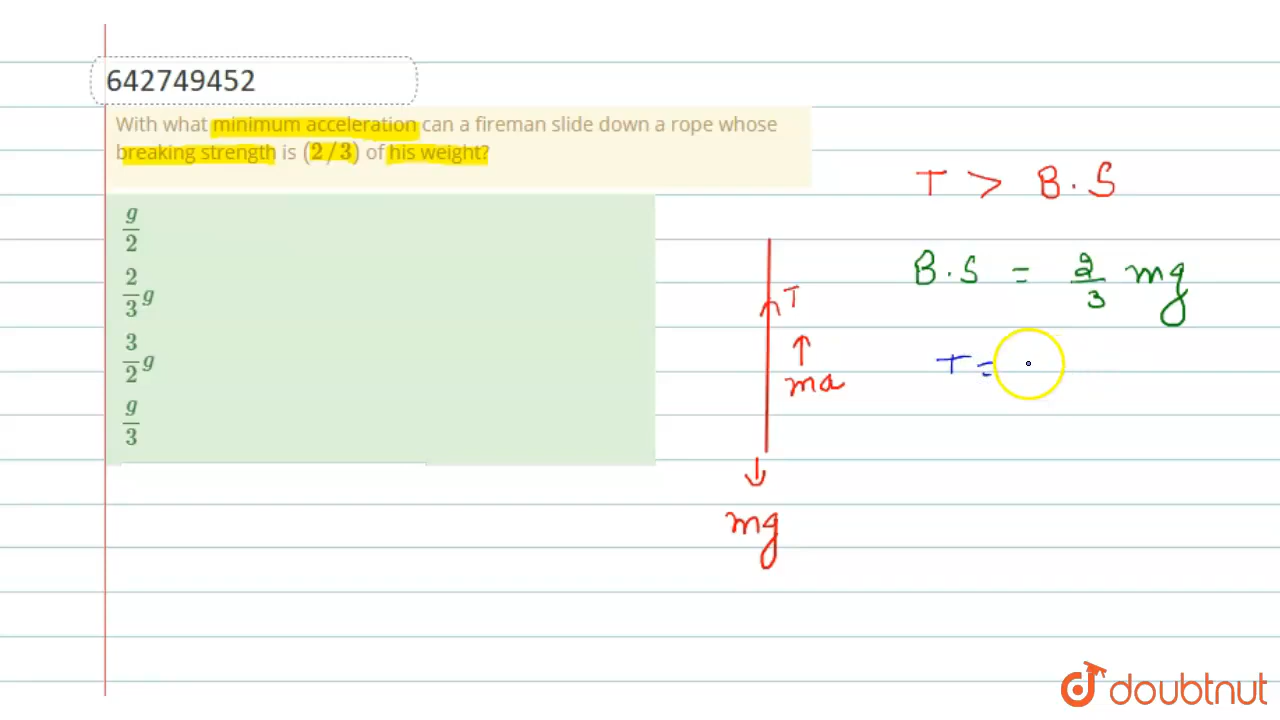 642749452
With what minimum acceleration can a fireman slide down a rope whose
breaking strength is (2/3) of his weight?
g/2
2/3 g
3/2 g
g/3
T > B.S
B.S = 2/3 mg
T =
T
ma
mg
doubtnut